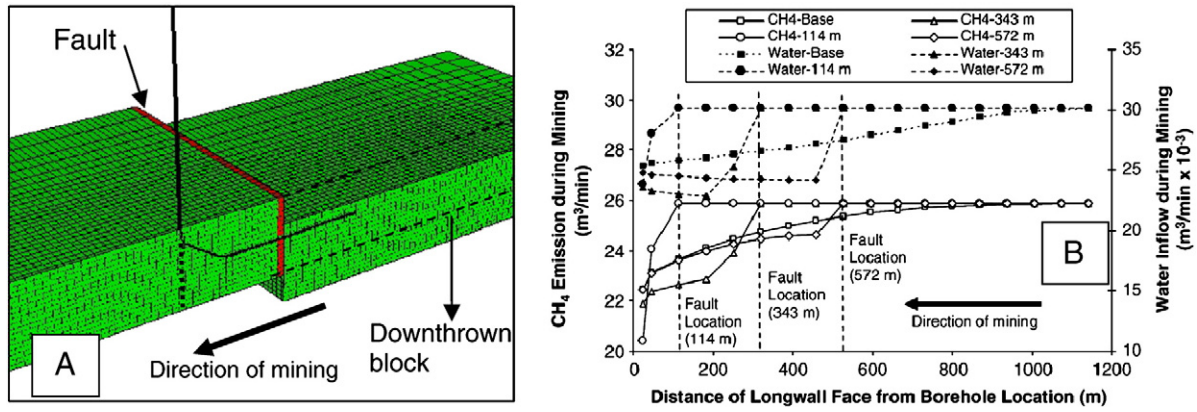 Fault
Downthrown
block
Direction of mining
A
CH4-Base
CH4-343 m
CH4-114 m
CH4-572 m
Water-Base
Water-343 m
Water-114 m
Water-572 m
CH₄ Emission during Mining
(m³/min)
32
30
28
26
24
22
20
Water Inflow during Mining
(m³/min x 10⁻³)
35
30
25
20
15
10
Fault
Location
(572 m)
Fault
Location
(343 m)
Fault
Location
(114 m)
B
Direction of mining
0
200
400
600
800
1000
1200
Distance of Longwall Face from Borehole Location (m)